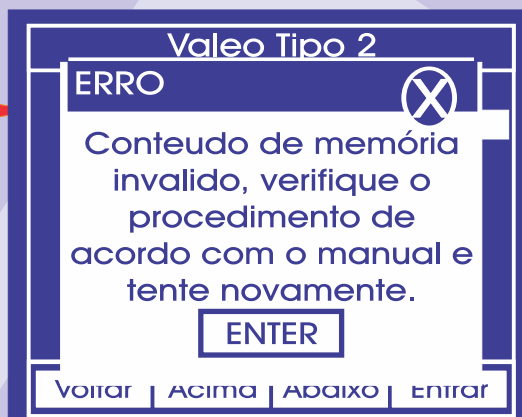 Valeo Tipo 2
ERRO
X
Conteudo de memória
invalido, verifique o
procedimento de
acordo com o manual e
tente novamente.
ENTER
Voltar Acima Abaixo Entrar